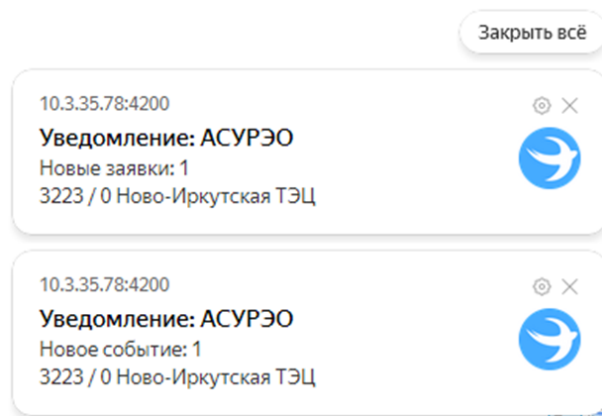 Закрыть всё
10.3.35.78:4200
Уведомление: АСУРЭО
Новые заявки: 1
3223 / 0 Ново-Иркутская ТЭЦ
10.3.35.78:4200
Уведомление: АСУРЭО
Новое событие: 1
3223 / 0 Ново-Иркутская ТЭЦ